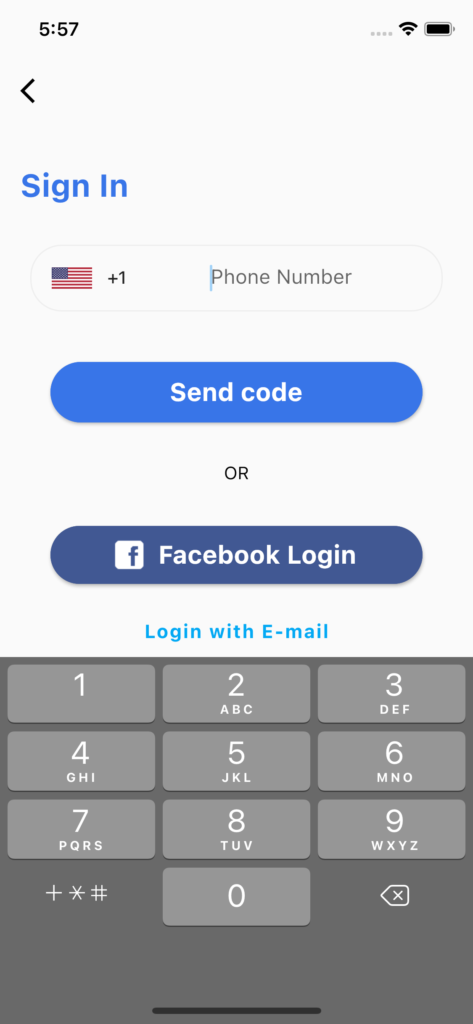 5:57
Sign In
+1 Phone Number
Send code
OR
Facebook Login
Login with E-mail
1 2 3
ABC DEF
4 5 6
GHI JKL MNO
7 8 9
PQRS TUV WXYZ
+*# 0